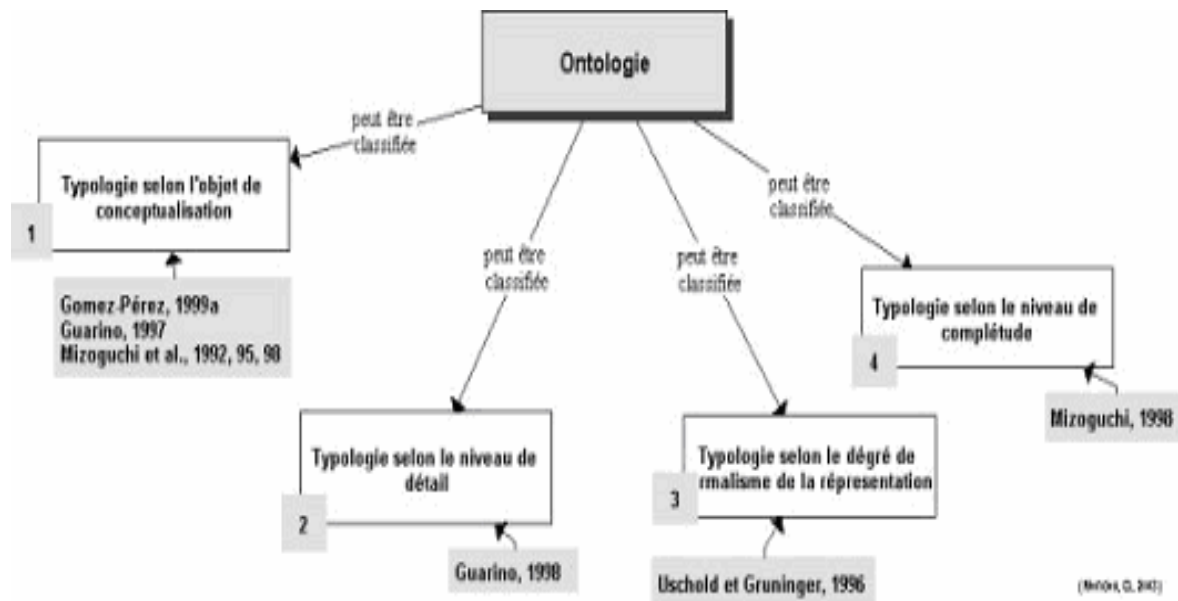 Ontologie
peut être
classifiée
Typologie selon l'objet de
conceptualisation
1
Gomez-Pérez, 1999a
Guarino, 1997
Mizoguchi et al., 1992, 95, 98
peut être
classifiée
Typologie selon le niveau de
détail
2
Guarino, 1998
peut être
classifiée
Typologie selon le dégré de
rmalisme de la réprésentation
3
Uschold et Gruninger, 1996
peut être
classifiée
Typologie selon le niveau de
complétude
4
Mizoguchi, 1998